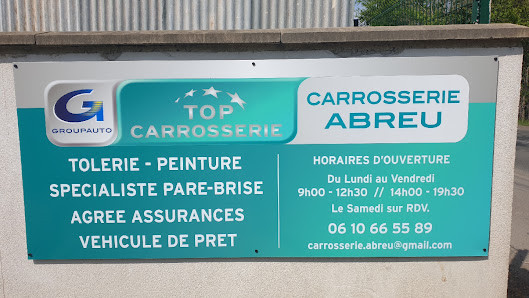 GROUPAUTO
TOP
CARROSSERIE
CARROSSERIE
ABREU
TOLERIE - PEINTURE
SPECIALISTE PARE-BRISE
AGREE ASSURANCES
VEHICULE DE PRET
HORAIRES D'OUVERTURE
Du Lundi au Vendredi
9h00 - 12h30 // 14h00 - 19h30
Le Samedi sur RDV.
06 10 66 55 89
carrosserie.abreu@gmail.com